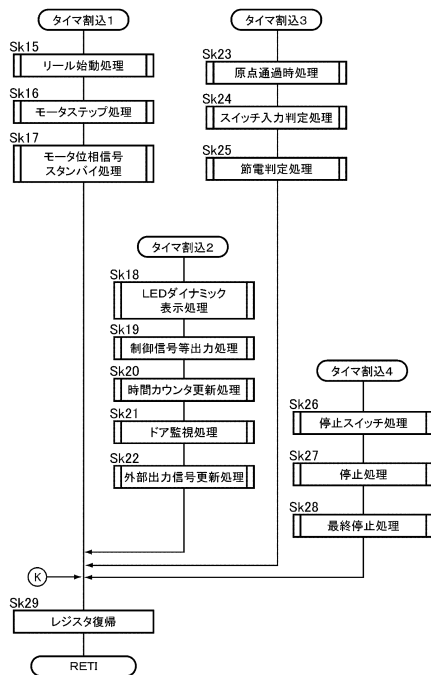 タイマ割込1
Sk15
リール始動処理
Sk16
モータステップ処理
Sk17
モータ位相信号
スタンバイ処理
タイマ割込3
Sk23
原点通過時処理
Sk24
スイッチ入力判定処理
Sk25
節電判定処理
タイマ割込2
Sk18
LEDダイナミック
表示処理
Sk19
制御信号等出力処理
Sk20
時間カウンタ更新処理
Sk21
ドア監視処理
Sk22
外部出力信号更新処理
タイマ割込4
Sk26
停止スイッチ処理
Sk27
停止処理
Sk28
最終停止処理
K
Sk29
レジスタ復帰
RETI